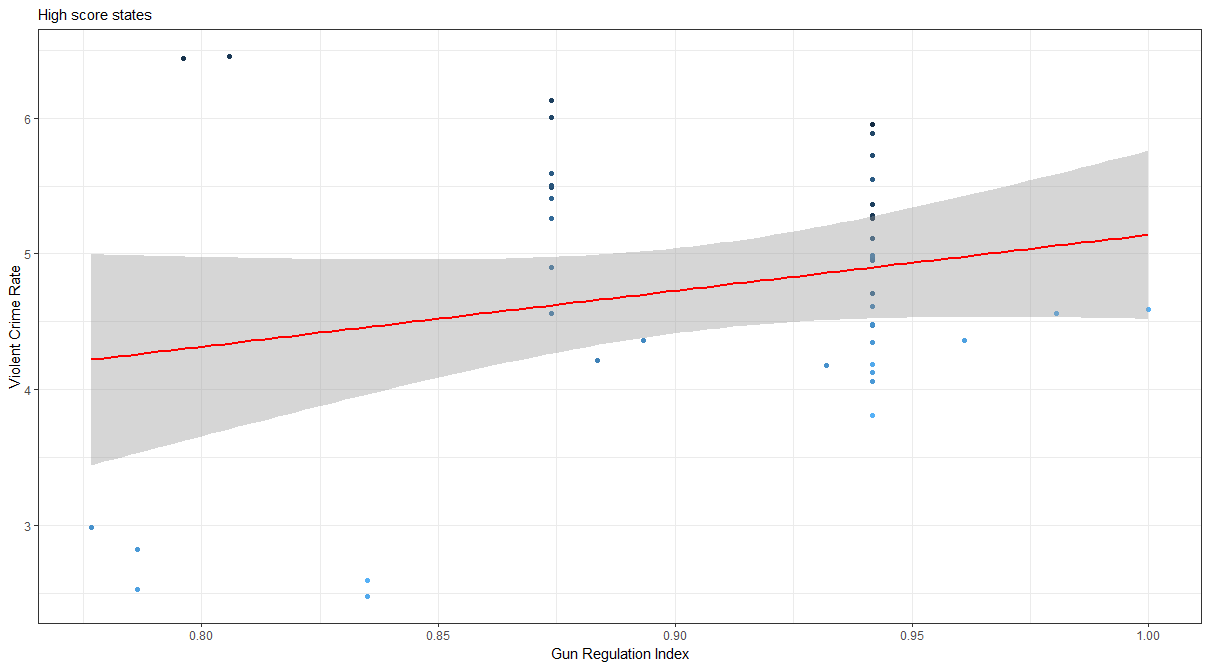 High score states
Violent Crime Rate
6
5
4
3
0.80 0.85 0.90 0.95 1.00
Gun Regulation Index